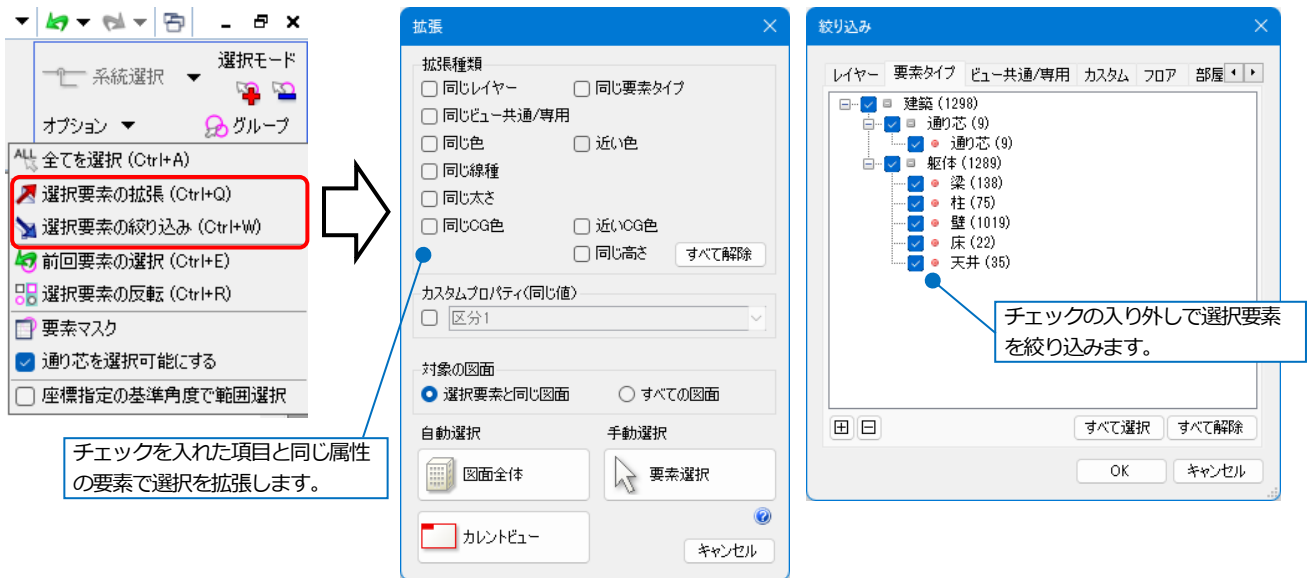 選択モード
系統選択
オプション
グループ
全てを選択 (Ctrl+A)
選択要素の拡張 (Ctrl+Q)
選択要素の絞り込み (Ctrl+W)
前回要素の選択 (Ctrl+E)
選択要素の反転 (Ctrl+R)
要素マスク
通り芯を選択可能にする
座標指定の基準角度で範囲選択
チェックを入れた項目と同じ属性
の要素で選択を拡張します。
拡張
拡張種類
同じレイヤー 同じ要素タイプ
同じビュー共通/専用
同じ色 近い色
同じ線種
同じ太さ
同じCG色 近いCG色
同じ高さ すべて解除
カスタムプロパティ(同じ値)
区分1
対象の図面
選択要素と同じ図面 すべての図面
自動選択 手動選択
図面全体 要素選択
カレントビュー
キャンセル
絞り込み
レイヤー 要素タイプ ビュー共通/専用 カスタム フロア 部屋
建築 (1298)
通り芯 (9)
通り芯 (9)
躯体 (1289)
梁 (138)
柱 (75)
壁 (1019)
床 (22)
天井 (35)
チェックの入り外しで選択要素
を絞り込みます。
すべて選択 すべて解除
OK キャンセル